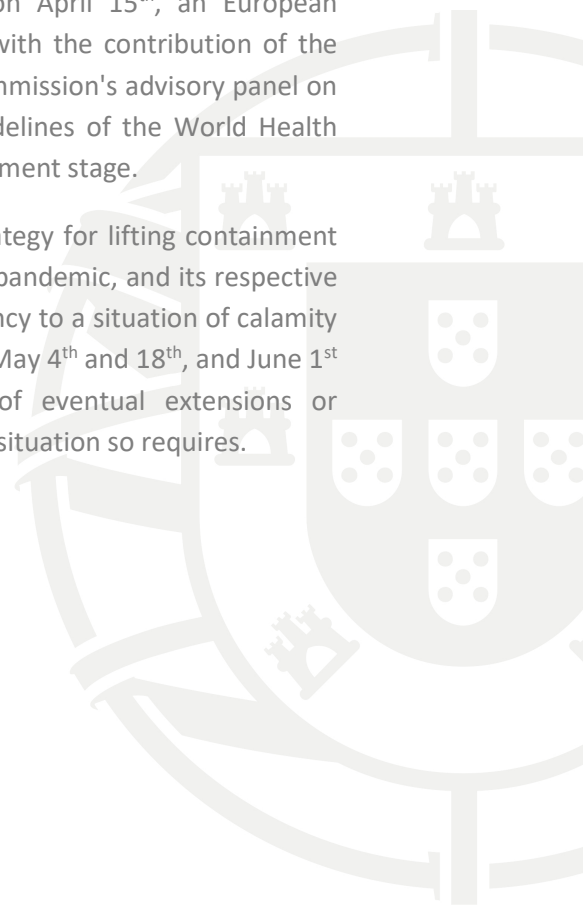 on April 15th, an European
with the contribution of the
mmission's advisory panel on
delines of the World Health
ment stage.
ategy for lifting containment
pandemic, and its respective
ncy to a situation of calamity
May 4th and 18th, and June 1st
of eventual extensions or
situation so requires.